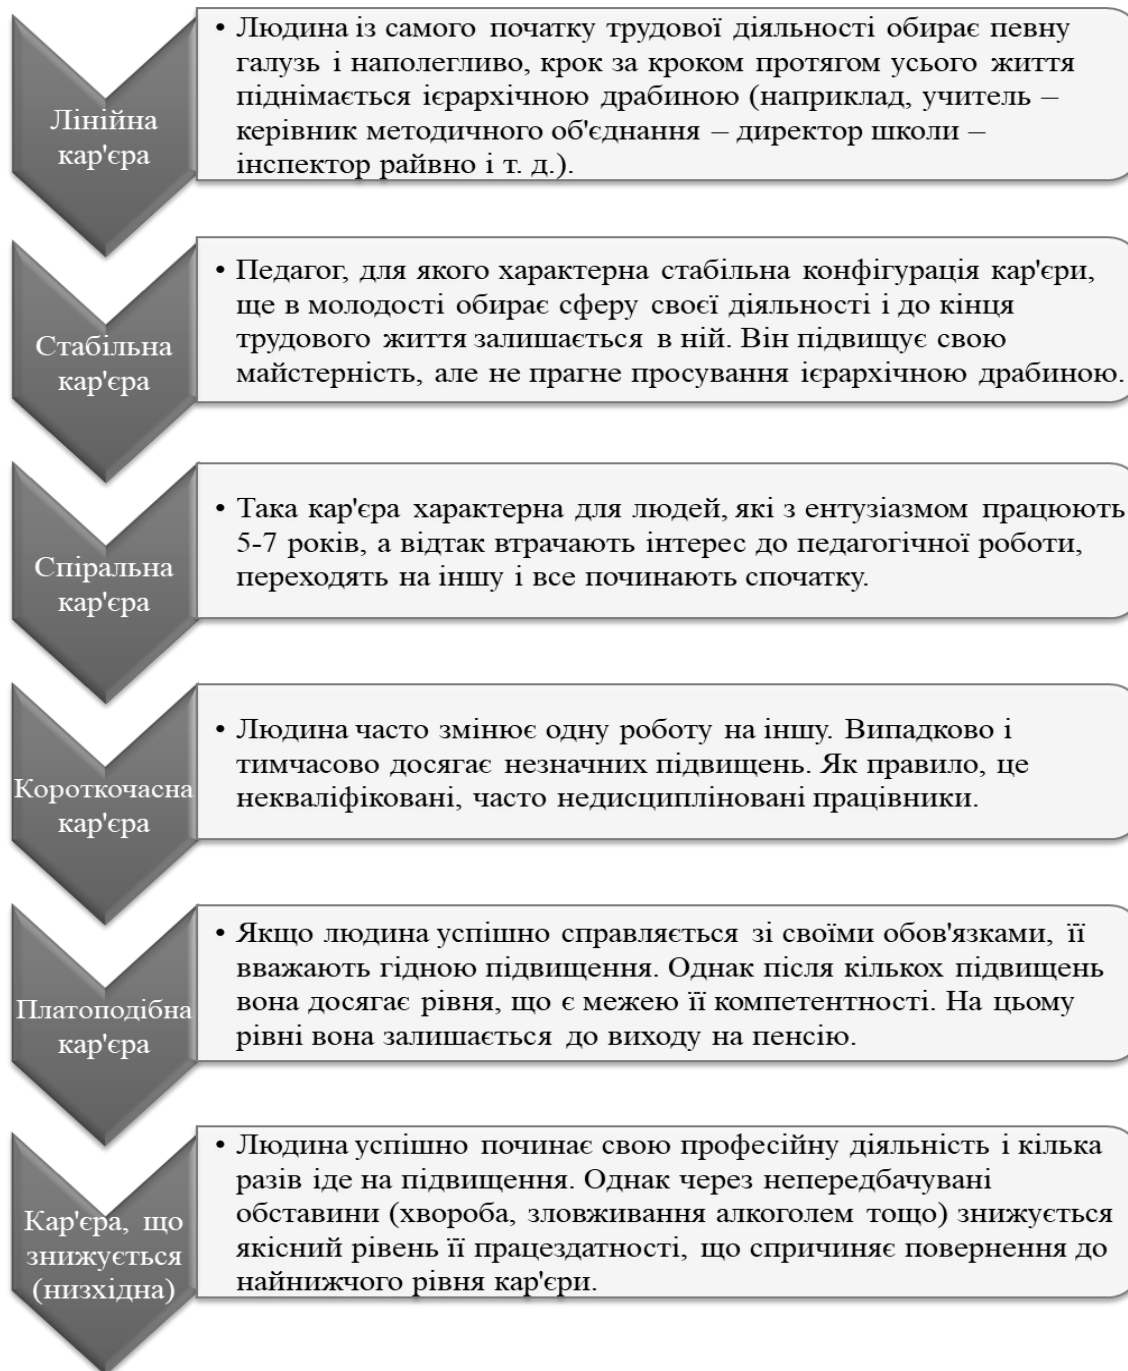 Лінійна
кар'єра
• Людина із самого початку трудової діяльності обирає певну
галузь і наполегливо, крок за кроком протягом усього життя
піднімається ієрархічною драбиною (наприклад, учитель –
керівник методичного об'єднання – директор школи –
інспектор райвно і т. д.).
Стабільна
кар'єра
• Педагог, для якого характерна стабільна конфігурація кар'єри,
ще в молодості обирає сферу своєї діяльності і до кінця
трудового життя залишається в ній. Він підвищує свою
майстерність, але не прагне просування ієрархічною драбиною.
Спіральна
кар'єра
• Така кар'єра характерна для людей, які з ентузіазмом працюють
5-7 років, а відтак втрачають інтерес до педагогічної роботи,
переходять на іншу і все починають спочатку.
Короткочасна
кар'єра
• Людина часто змінює одну роботу на іншу. Випадково і
тимчасово досягає незначних підвищень. Як правило, це
некваліфіковані, часто недисципліновані працівники.
Платоподібна
кар'єра
• Якщо людина успішно справляється зі своїми обов'язками, її
вважають гідною підвищення. Однак після кількох підвищень
вона досягає рівня, що є межею її компетентності. На цьому
рівні вона залишається до виходу на пенсію.
Кар'єра, що
знижується
(низхідна)
• Людина успішно починає свою професійну діяльність і кілька
разів іде на підвищення. Однак через непередбачувані
обставини (хвороба, зловживання алкоголем тощо) знижується
якісний рівень її працездатності, що спричиняє повернення до
найнижчого рівня кар'єри.